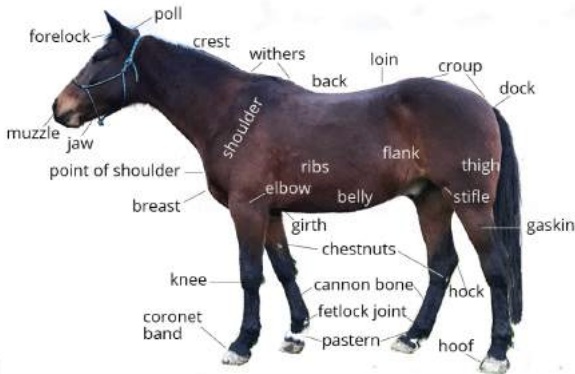 poll
forelock
crest
withers
loin
croup
back
dock
muzzle
jaw
shoulder
flank
point of shoulder
ribs
thigh
elbow
belly
stifle
breast
girth
gaskin
chestnuts
knee
cannon bone
hock
fetlock joint
coronet
band
pastern
hoof